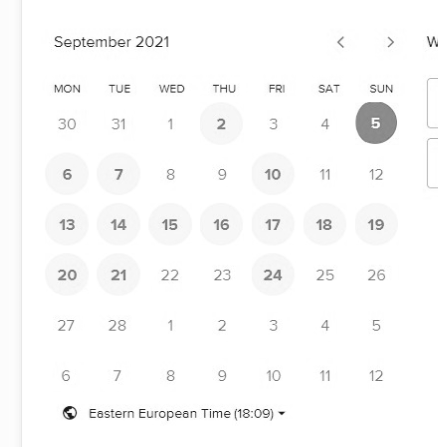 September 2021 < > W
MON TUE WED THU FRI SAT SUN
30 31 1 2 3 4 5
6 7 8 9 10 11 12
13 14 15 16 17 18 19
20 21 22 23 24 25 26
27 28 1 2 3 4 5
6 7 8 9 10 11 12
Eastern European Time (18:09)